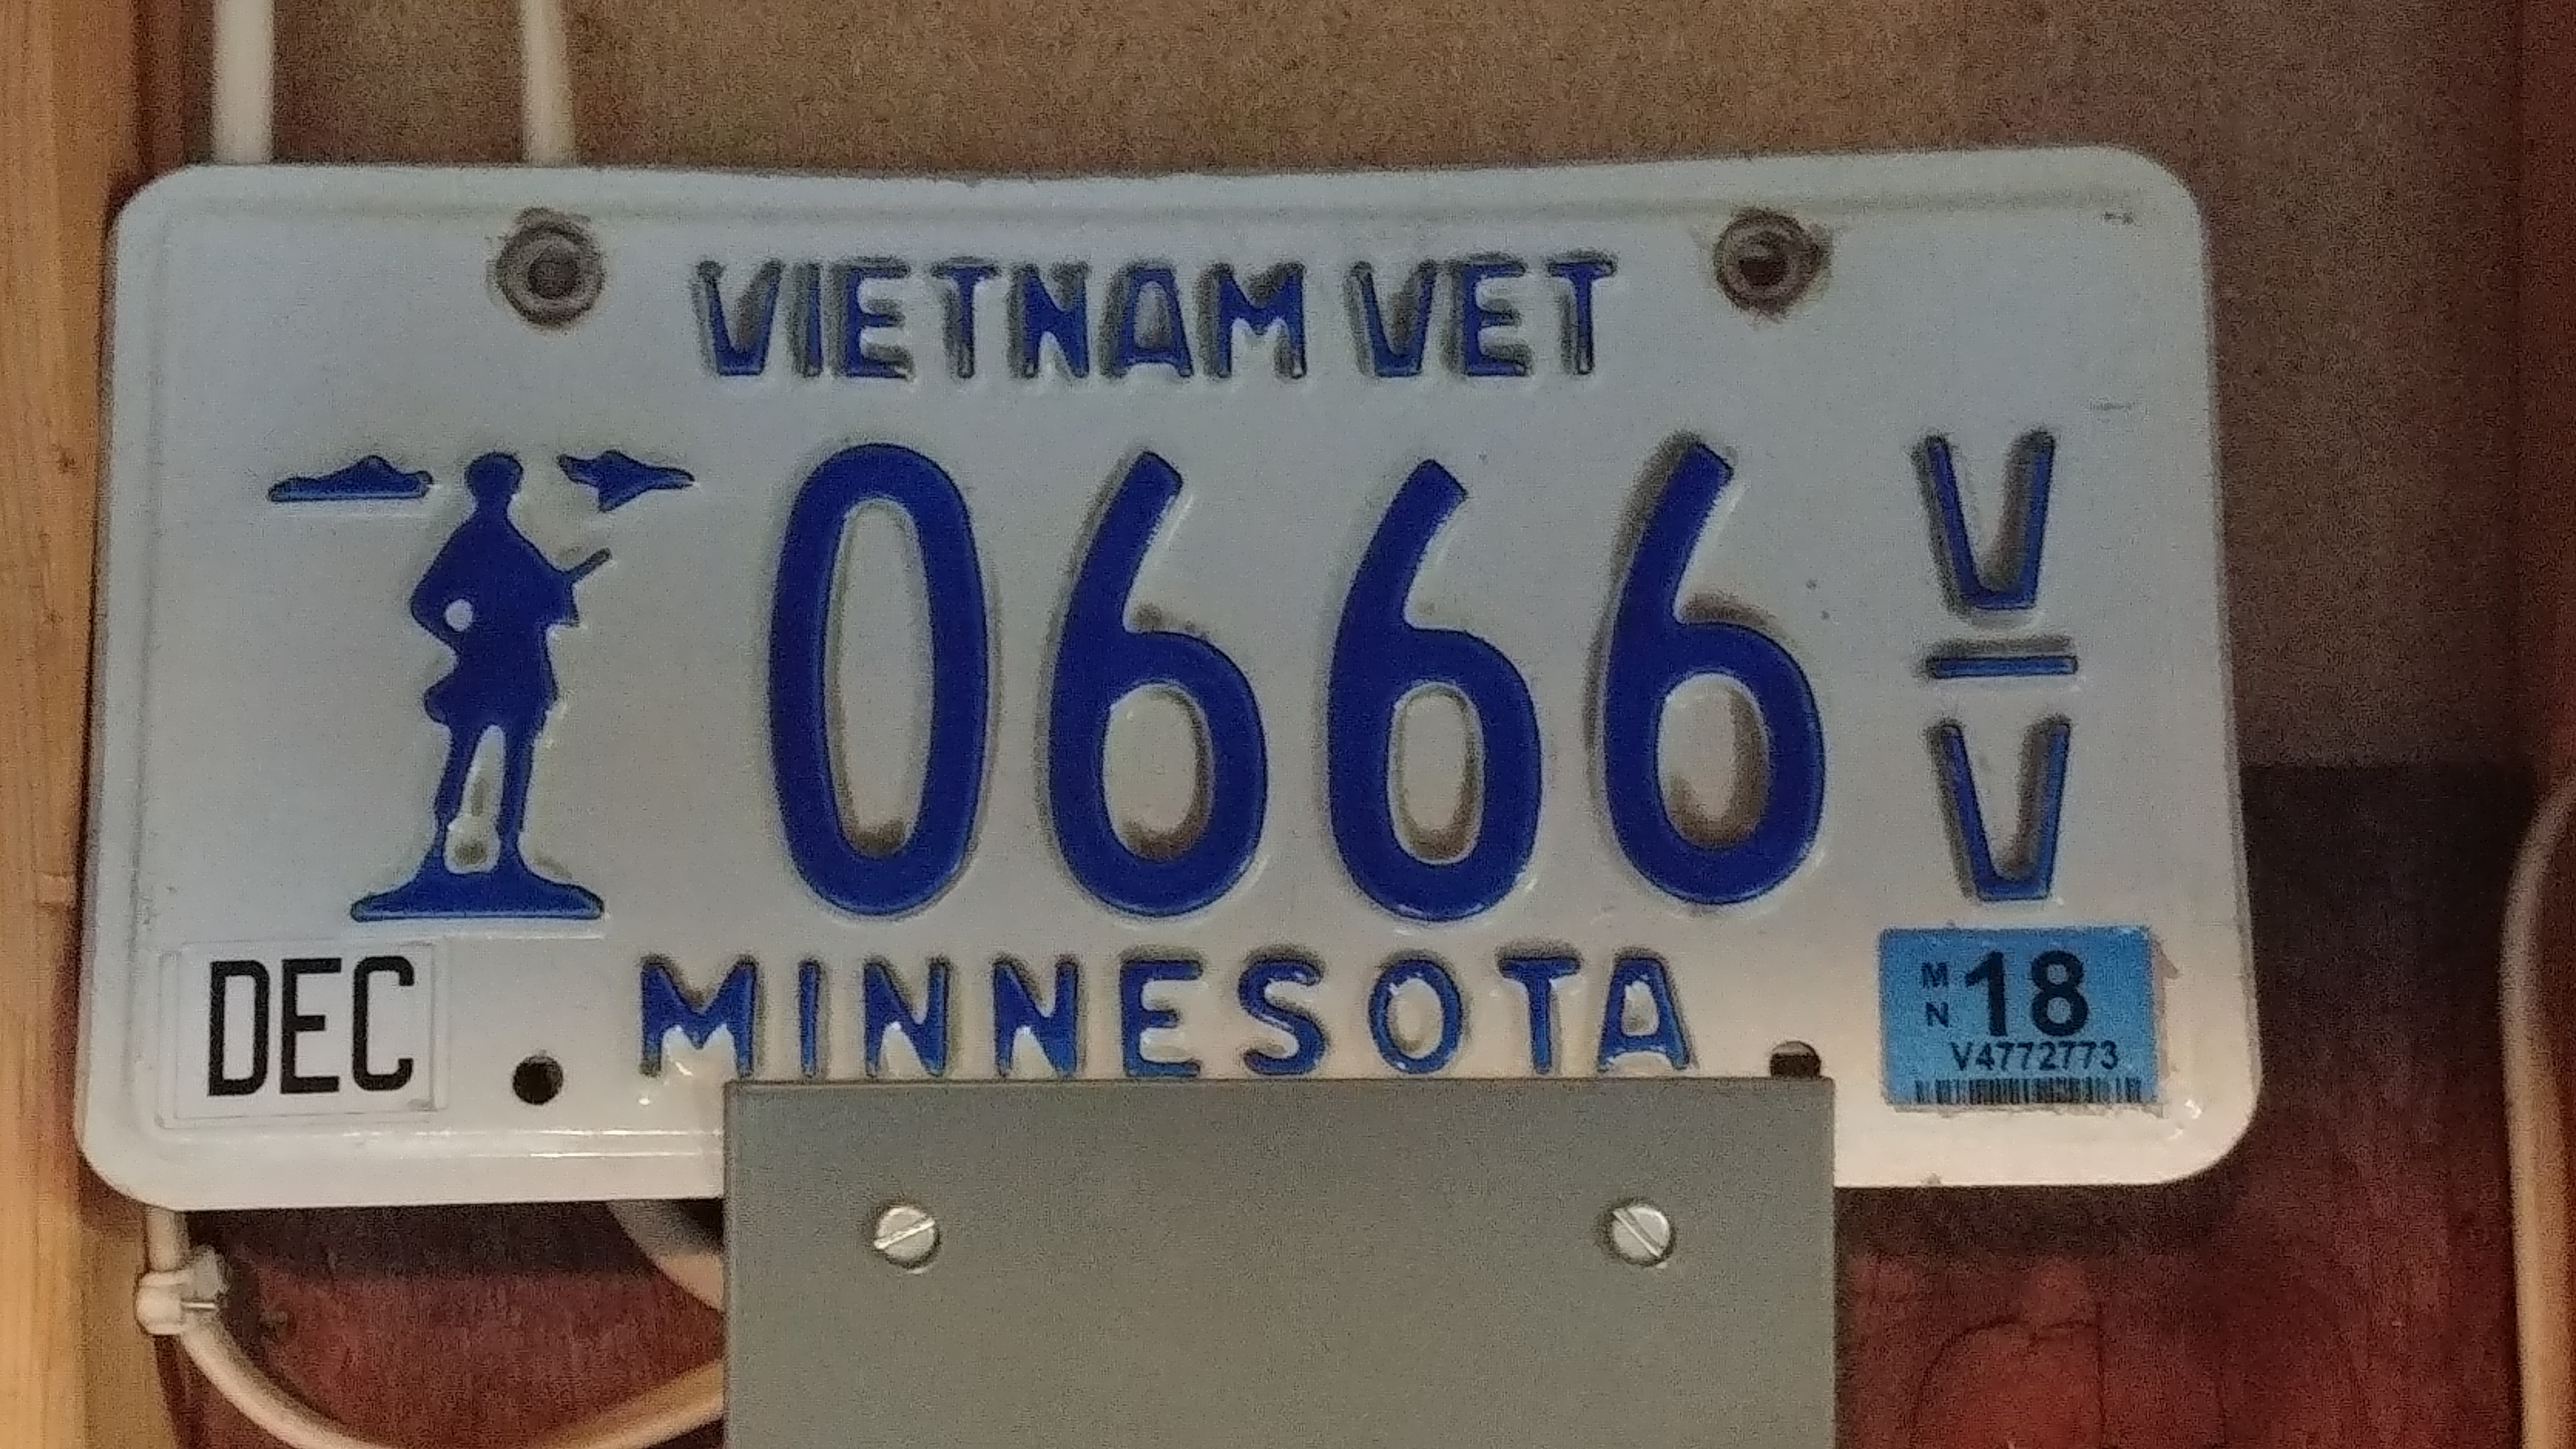 VIETNAM VET
0666 V/V
DEC
MINNESOTA
MN 18
V4772773